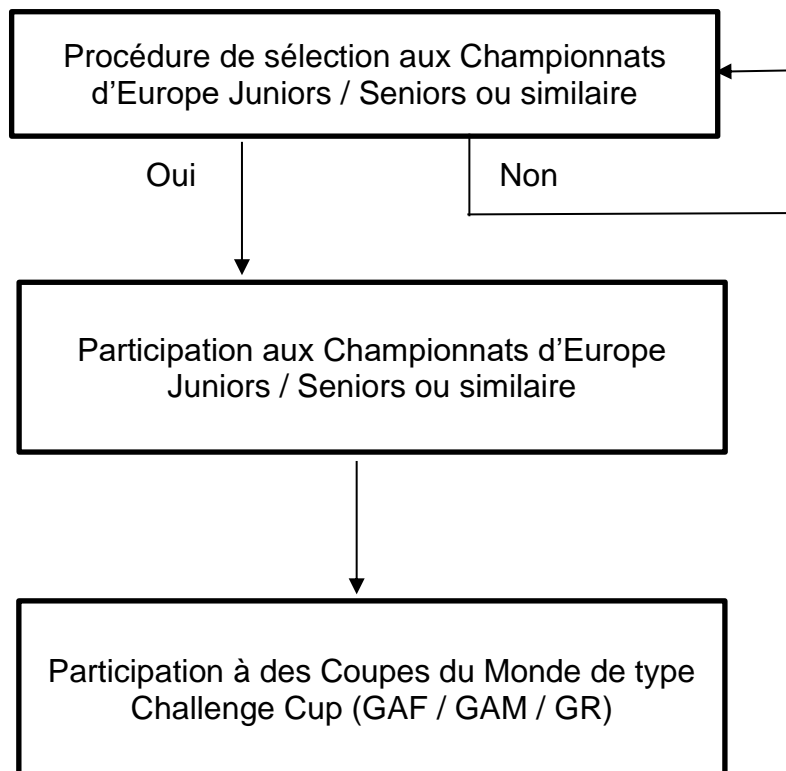 Procédure de sélection aux Championnats
d’Europe Juniors / Seniors ou similaire
Oui
Non
Participation aux Championnats d’Europe
Juniors / Seniors ou similaire
Participation à des Coupes du Monde de type
Challenge Cup (GAF / GAM / GR)